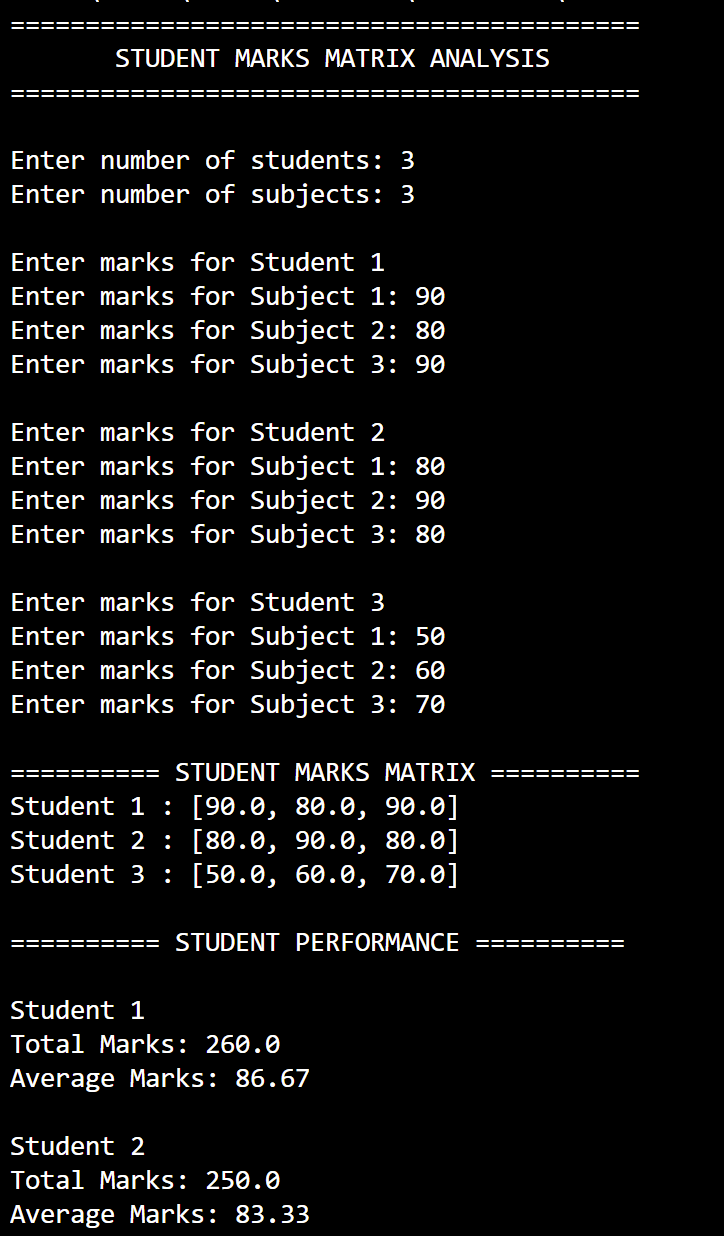 ==========================================
STUDENT MARKS MATRIX ANALYSIS
==========================================
Enter number of students: 3
Enter number of subjects: 3
Enter marks for Student 1
Enter marks for Subject 1: 90
Enter marks for Subject 2: 80
Enter marks for Subject 3: 90
Enter marks for Student 2
Enter marks for Subject 1: 80
Enter marks for Subject 2: 90
Enter marks for Subject 3: 80
Enter marks for Student 3
Enter marks for Subject 1: 50
Enter marks for Subject 2: 60
Enter marks for Subject 3: 70
========== STUDENT MARKS MATRIX ==========
Student 1 : [90.0, 80.0, 90.0]
Student 2 : [80.0, 90.0, 80.0]
Student 3 : [50.0, 60.0, 70.0]
========== STUDENT PERFORMANCE ==========
Student 1
Total Marks: 260.0
Average Marks: 86.67
Student 2
Total Marks: 250.0
Average Marks: 83.33